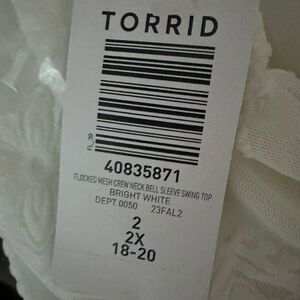 TORRID
FL_39
40835871
FLOCKED MESH CREW NECK BELL SLEEVE SWING TOP
BRIGHT WHITE
DEPT 0050 23FAL2
2
2X
18-20